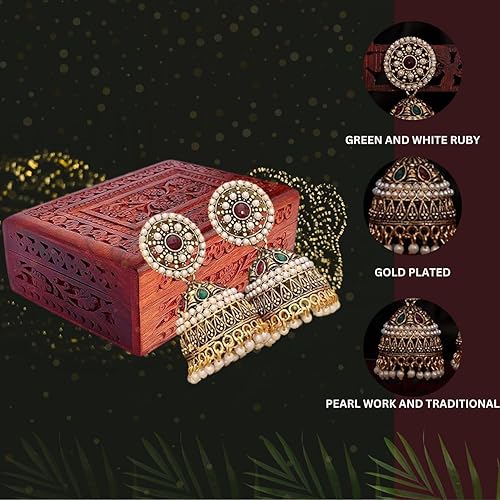 GREEN AND WHITE RUBY
GOLD PLATED
PEARL WORK AND TRADITIONAL